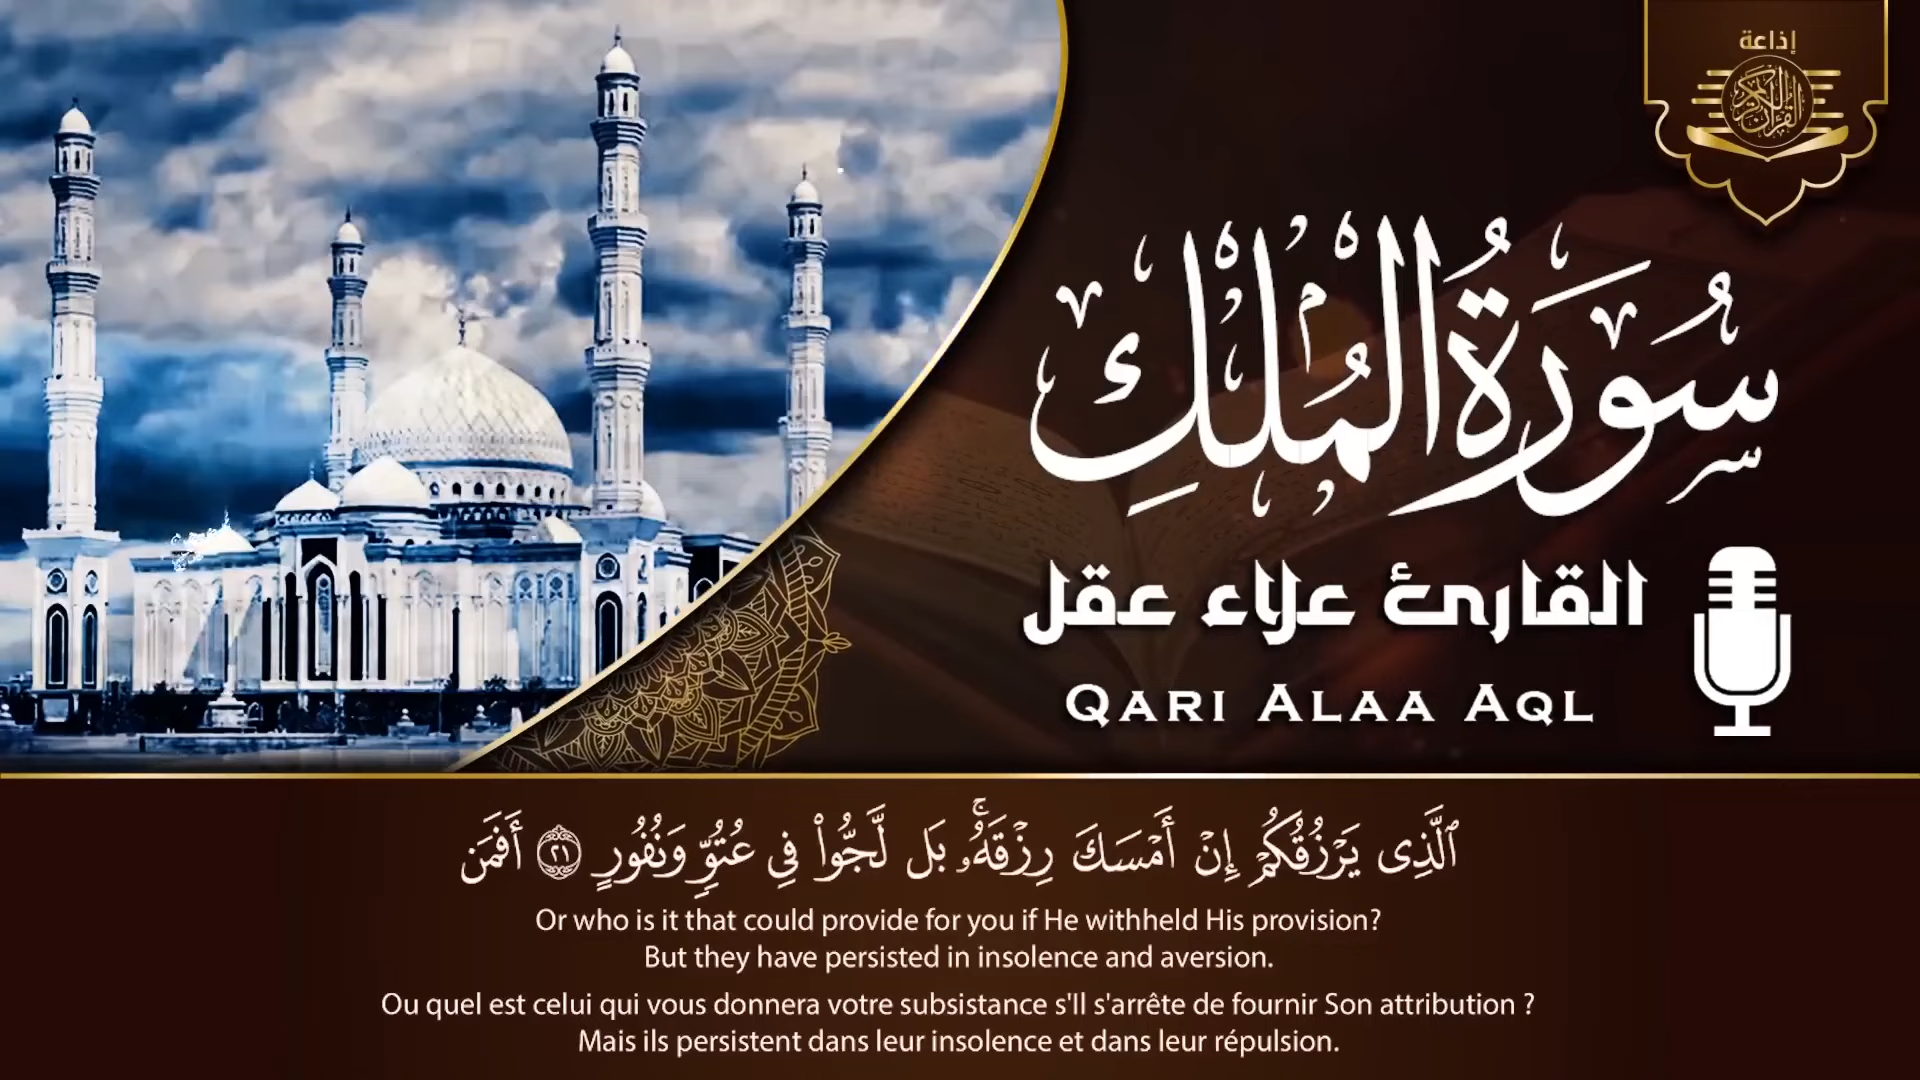 إذاعة
القرآن الكريم
سُورَةُ المُلْكِ
القارئ علاء عقل
QARI ALAA AQL
ٱلَّذِى يَرْزُقُكُمْ إِنْ أَمْسَكَ رِزْقَهُۥۚ بَل لَّجُّوا۟ فِى عُتُوٍّ وَنُفُورٍ ٢١ أَفَمَن
Or who is it that could provide for you if He withheld His provision?
But they have persisted in insolence and aversion.
Ou quel est celui qui vous donnera votre subsistance s'Il s'arrête de fournir Son attribution ?
Mais ils persistent dans leur insolence et dans leur répulsion.